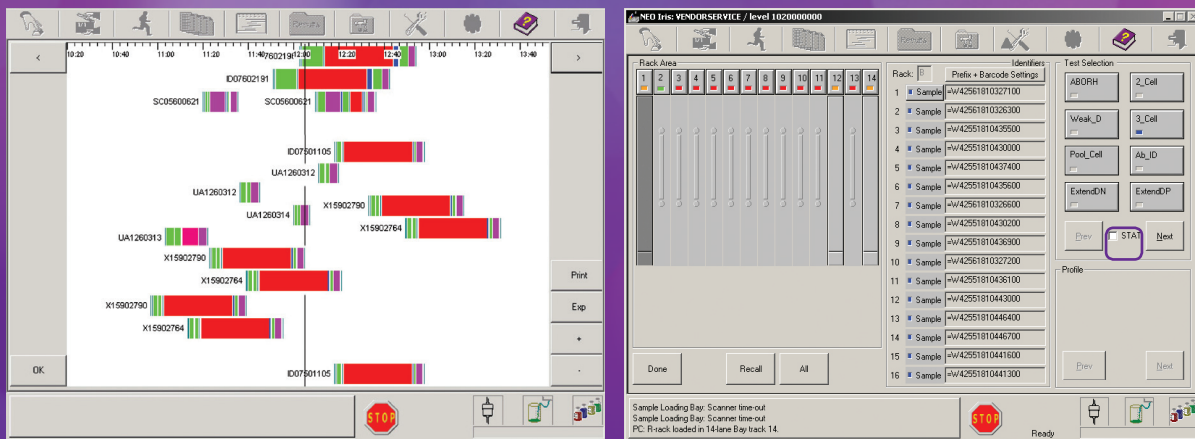 Results
<
10:20 10:40 11:00 11:20 11:40 12:00 12:20 12:40 13:00 13:20 13:40
>
ID07602191
SC05600621 SC05600621
ID07601105
UA1260312
UA1260312
X15902790
UA1260314
X15902764
UA1260313
X15902790
X15902764
X15902790
X15902764
ID07601105
Print
Exp
+
-
OK
STOP
NEO Iris: VENDORSERVICE / level 1020000000
Results
Rack Area
1 2 3 4 5 6 7 8 9 10 11 12 13 14
Done
Recall
All
Identifiers
Rack: Prefix + Barcode Settings
1 Sample =W42561810327100
2 Sample =W42561810326300
3 Sample =W42551810435500
4 Sample =W42551810430000
5 Sample =W42551810437400
6 Sample =W42551810435600
7 Sample =W42561810326600
8 Sample =W42551810430200
9 Sample =W42551810436900
10 Sample =W42561810327200
11 Sample =W42551810436100
12 Sample =W42551810443000
13 Sample =W42551810446400
14 Sample =W42551810446700
15 Sample =W42551810441600
16 Sample =W42551810441300
Test Selection
ABORH 2_Cell
Weak_D 3_Cell
Pool_Cell Ab_ID
ExtendDN ExtendDP
Prev STAT Next
Profile
Prev Next
Sample Loading Bay: Scanner time-out
Sample Loading Bay: Scanner time-out
PC: R-rack loaded in 14-lane Bay track 14.
STOP
Ready